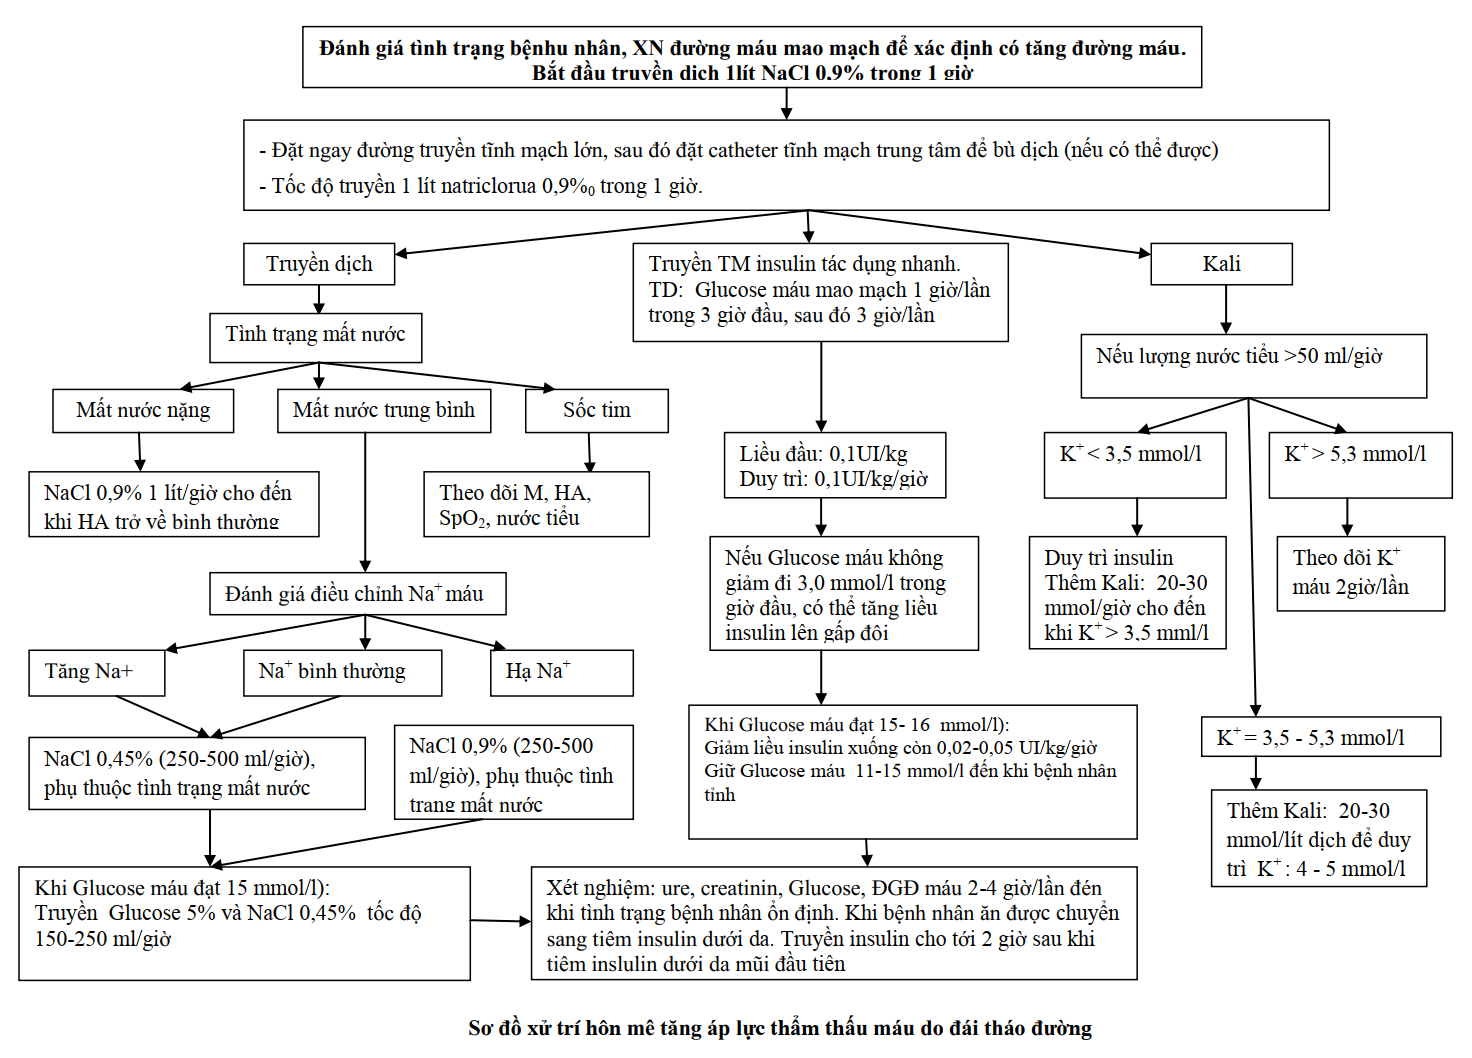 Đánh giá tình trạng bệnhu nhân, XN đường máu mao mạch để xác định có tăng đường máu.
Bắt đầu truyền dịch 1lít NaCl 0,9% trong 1 giờ
- Đặt ngay đường truyền tĩnh mạch lớn, sau đó đặt catheter tĩnh mạch trung tâm để bù dịch (nếu có thể được)
- Tốc độ truyền 1 lít natriclorua 0,9%₀ trong 1 giờ.
Truyền dịch
Truyền TM insulin tác dụng nhanh.
TD:  Glucose máu mao mạch 1 giờ/lần
trong 3 giờ đầu, sau đó 3 giờ/lần
Kali
Tình trạng mất nước
Nếu lượng nước tiểu >50 ml/giờ
Mất nước nặng
Mất nước trung bình
Sốc tim
Liều đầu: 0,1UI/kg
Duy trì: 0,1UI/kg/giờ
K⁺ < 3,5 mmol/l
K⁺ > 5,3 mmol/l
NaCl 0,9% 1 lít/giờ cho đến
khi HA trở về bình thường
Theo dõi M, HA,
SpO₂, nước tiểu
Nếu Glucose máu không
giảm đi 3,0 mmol/l trong
giờ đầu, có thể tăng liều
insulin lên gấp đôi
Duy trì insulin
Thêm Kali:  20-30
mmol/giờ cho đến
khi K⁺ > 3,5 mml/l
Theo dõi K⁺
máu 2giờ/lần
Đánh giá điều chỉnh Na⁺ máu
Tăng Na+
Na⁺ bình thường
Hạ Na⁺
NaCl 0,45% (250-500 ml/giờ),
phụ thuộc tình trạng mất nước
NaCl 0,9% (250-500
ml/giờ), phụ thuộc tình
trạng mất nước
Khi Glucose máu đạt 15- 16  mmol/l):
Giảm liều insulin xuống còn 0,02-0,05 UI/kg/giờ
Giữ Glucose máu  11-15 mmol/l đến khi bệnh nhân
tỉnh
K⁺ = 3,5 - 5,3 mmol/l
Thêm Kali:  20-30
mmol/lít dịch để duy
trì  K⁺ : 4 - 5 mmol/l
Khi Glucose máu đạt 15 mmol/l):
Truyền  Glucose 5% và NaCl 0,45%  tốc độ
150-250 ml/giờ
Xét nghiệm: ure, creatinin, Glucose, ĐGĐ máu 2-4 giờ/lần đén
khi tình trạng bệnh nhân ổn định. Khi bệnh nhân ăn được chuyển
sang tiêm insulin dưới da. Truyền insulin cho tới 2 giờ sau khi
tiêm inslulin dưới da mũi đầu tiên
Sơ đồ xử trí hôn mê tăng áp lực thẩm thấu máu do đái tháo đường